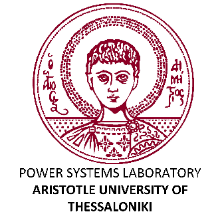 POWER SYSTEMS LABORATORY
ARISTOTLE UNIVERSITY OF
THESSALONIKI